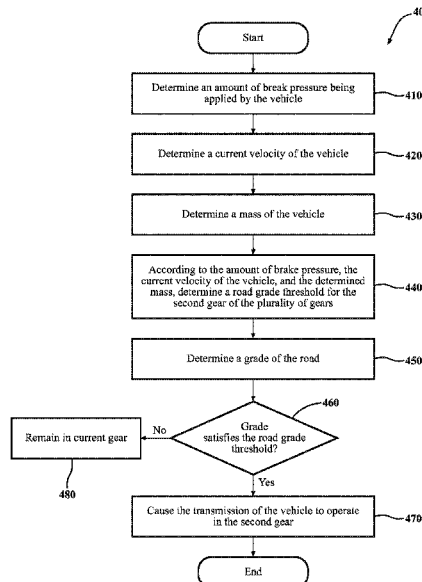 40
Start
Determine an amount of break pressure being
applied by the vehicle
410
Determine a current velocity of the vehicle
420
Determine a mass of the vehicle
430
According to the amount of brake pressure, the
current velocity of the vehicle, and the determined
mass, determine a road grade threshold for the
second gear of the plurality of gears
440
Determine a grade of the road
450
460
Grade
satisfies the road grade
threshold?
No
Remain in current gear
480
Yes
Cause the transmission of the vehicle to operate
in the second gear
470
End